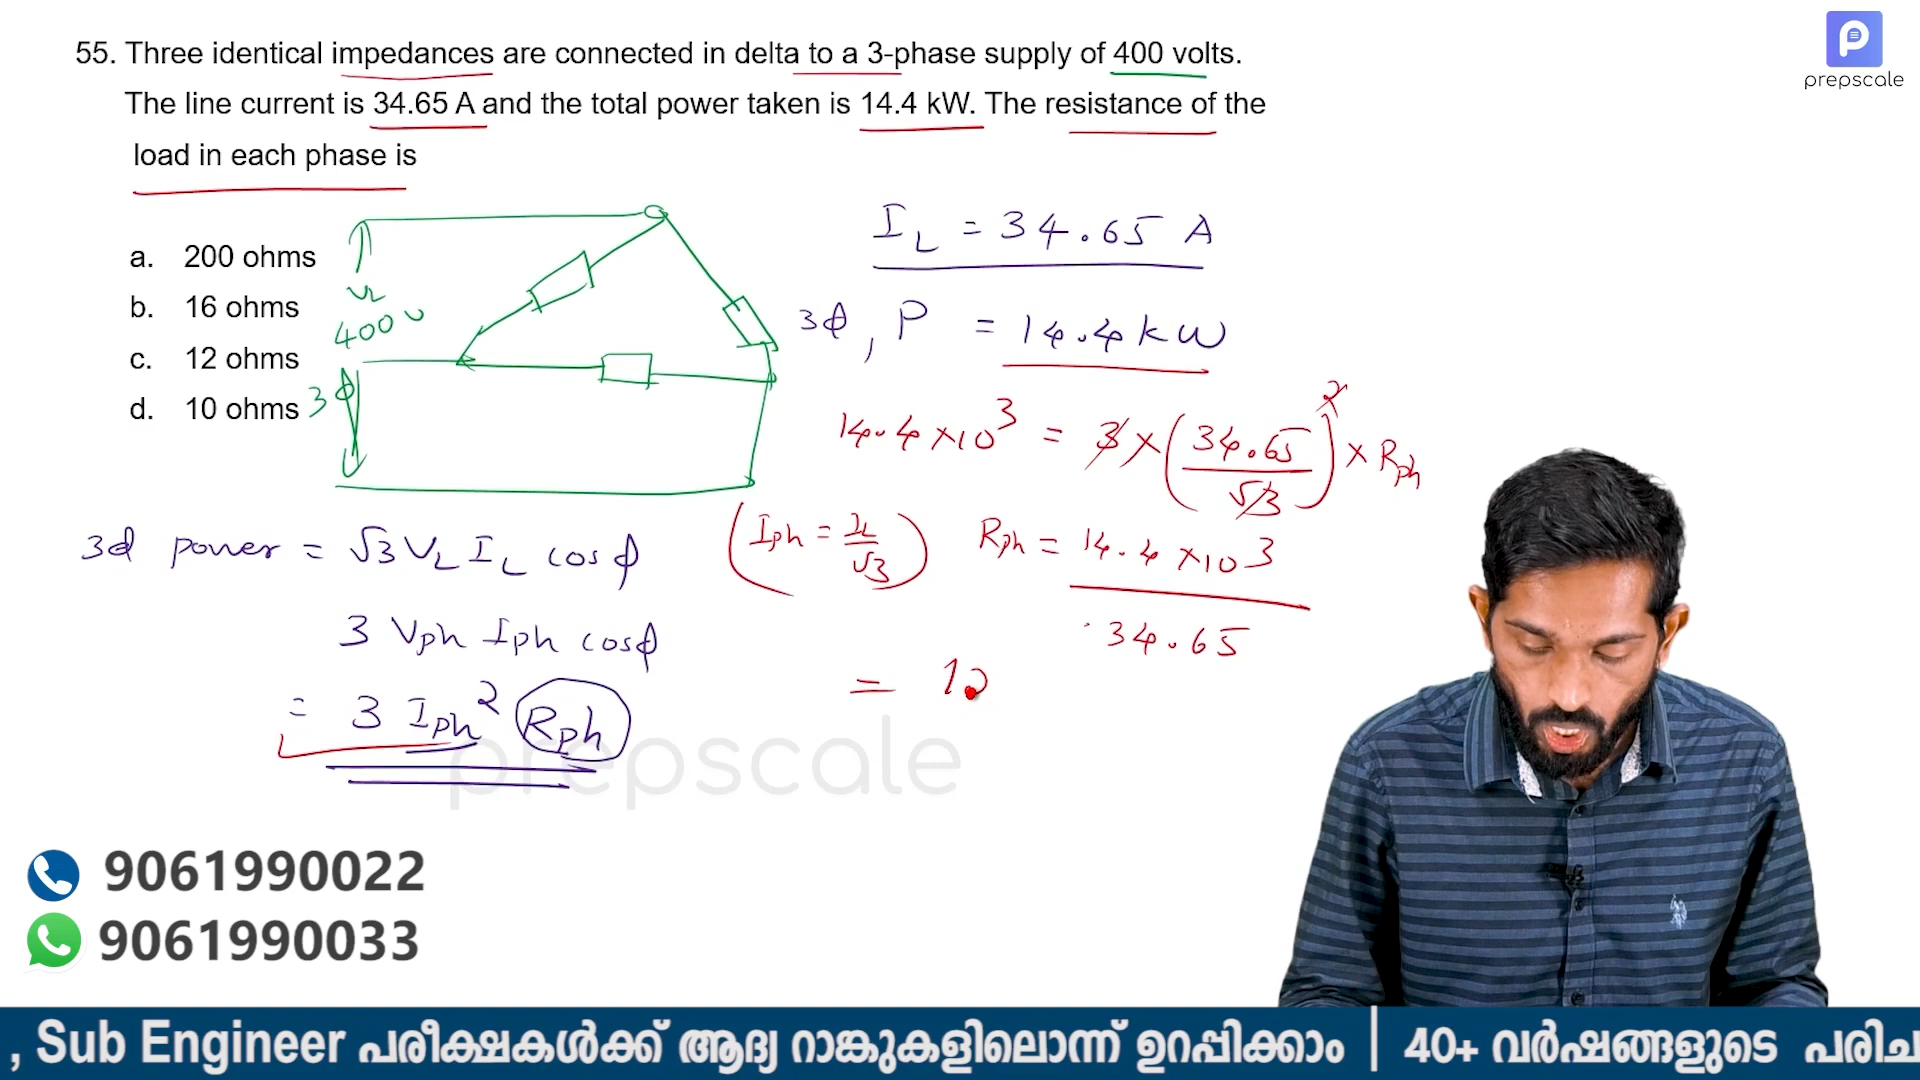 55. Three identical impedances are connected in delta to a 3-phase supply of 400 volts.
The line current is 34.65 A and the total power taken is 14.4 kW. The resistance of the
load in each phase is
prepscale
a. 200 ohms
b. 16 ohms
c. 12 ohms
d. 10 ohms
VL
400 V
3ϕ
IL = 34.65 A
3ϕ, P = 14.4 kW
14.4 × 10³ = 3 × (34.65/√3)² × Rph
3ϕ power = √3 VL IL cosϕ
(Iph = IL/√3)
Rph = 14.4 × 10³
34.65
3 Vph Iph cosϕ
= 12
= 3 Iph² Rph
prepscale
9061990022
9061990033
, Sub Engineer പരീക്ഷകൾക്ക് ആദ്യ റാങ്കുകളിലൊന്ന് ഉറപ്പിക്കാം | 40+ വർഷങ്ങളുടെ പരിച